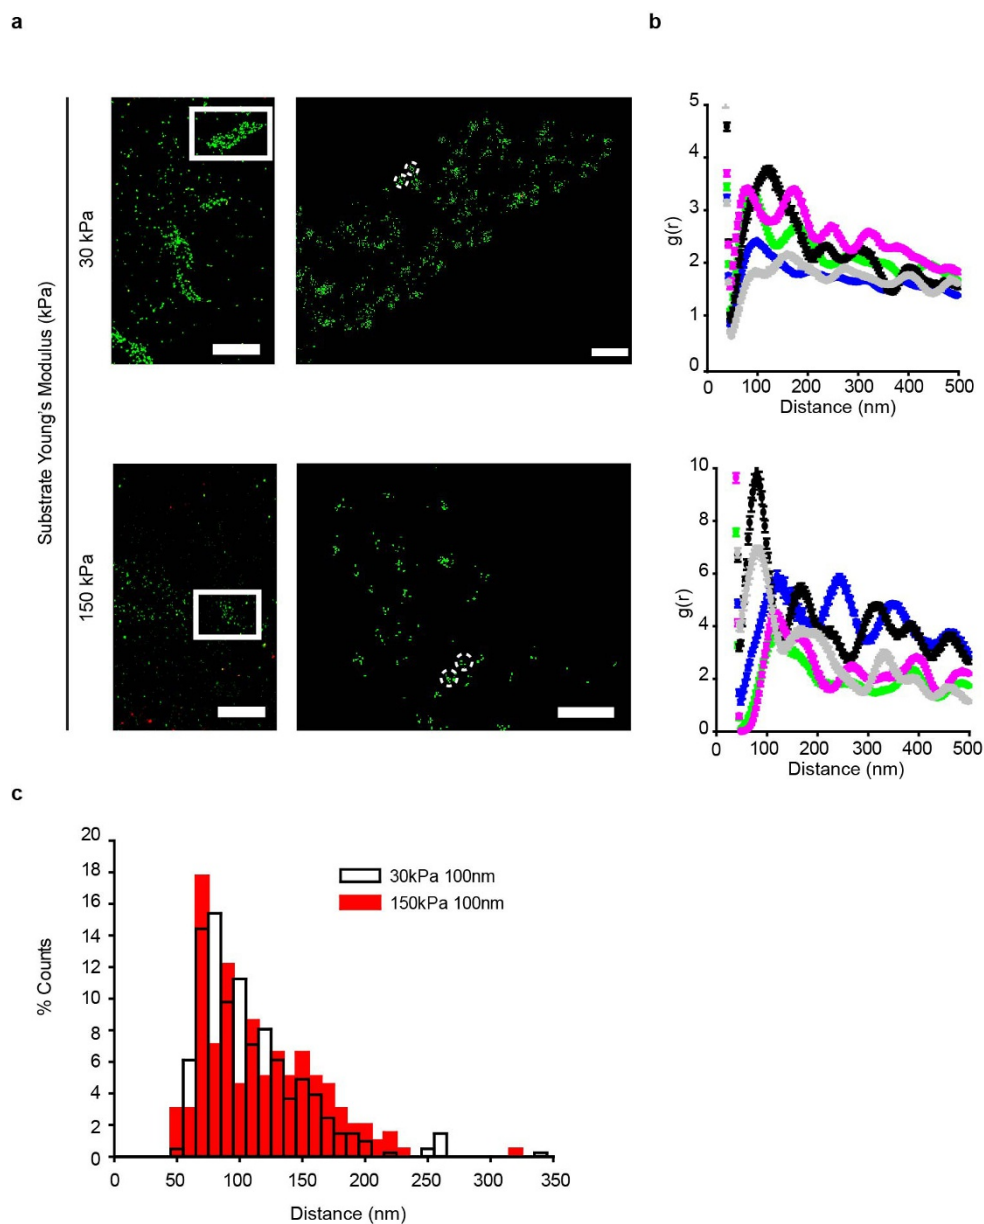 a
b
Substrate Young's Modulus (kPa)
30 kPa
150 kPa
5
4
3
2
1
0
g(r)
0 100 200 300 400 500
Distance (nm)
10
8
6
4
2
0
g(r)
0 100 200 300 400 500
Distance (nm)
c
20
18
16
14
12
10
8
6
4
2
0
% Counts
30kPa 100nm
150kPa 100nm
0 50 100 150 200 250 300 350
Distance (nm)